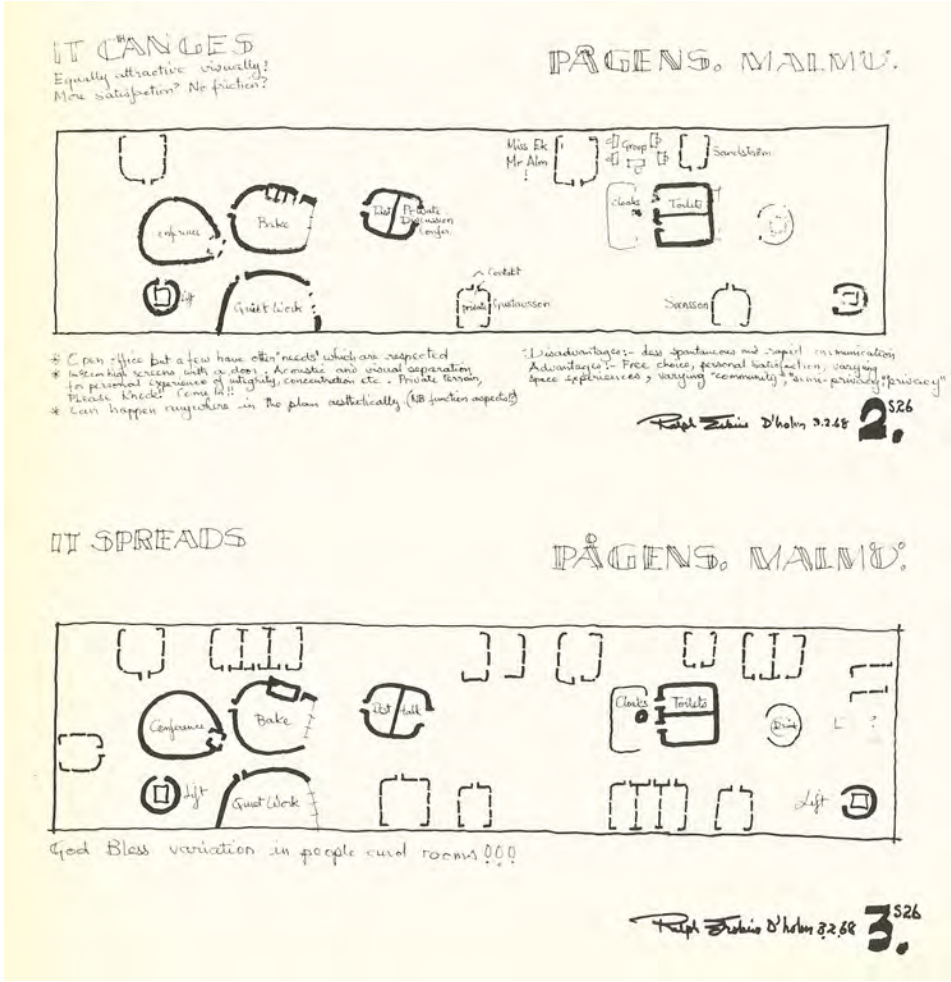 IT CANGES
Equally attractive visually!
More satisfaction? No friction?
PÅGENS. MALMÖ.
Miss Ek
Mr Alm
!
Group
Sandström
Cloaks
Toilets
Conference
Bake
Rest
Private
Discussion
Confer.
Lift
Quiet Work
Contakt
private
Gustavsson
Svensson
* Open office but a few have other "needs" which are respected
* screens with a door. Acoustic and visual separation
for personal experience of integrity, concentration etc. Private terrain,
Please Knock! Come In!!
* Can happen anywhere in the plan aesthetically. (NB function aspects!!)
Disadvantages:- Less spontaneous and rapid communication
Advantages:- Free choice, personal satisfaction, varying
space experiences, varying "community", "semi-privacy" "privacy"
Ralph Erskine D'holm 3.2.68
2.
S26
IT SPREADS
PÅGENS. MALMÖ.
Conference
Bake
Rest
talk
Cloaks
Toilets
L ?
Lift
Quiet Work
Lift
God Bless variation in people and rooms!!!
Ralph Erskine D'holm 3.2.68
3.
S26